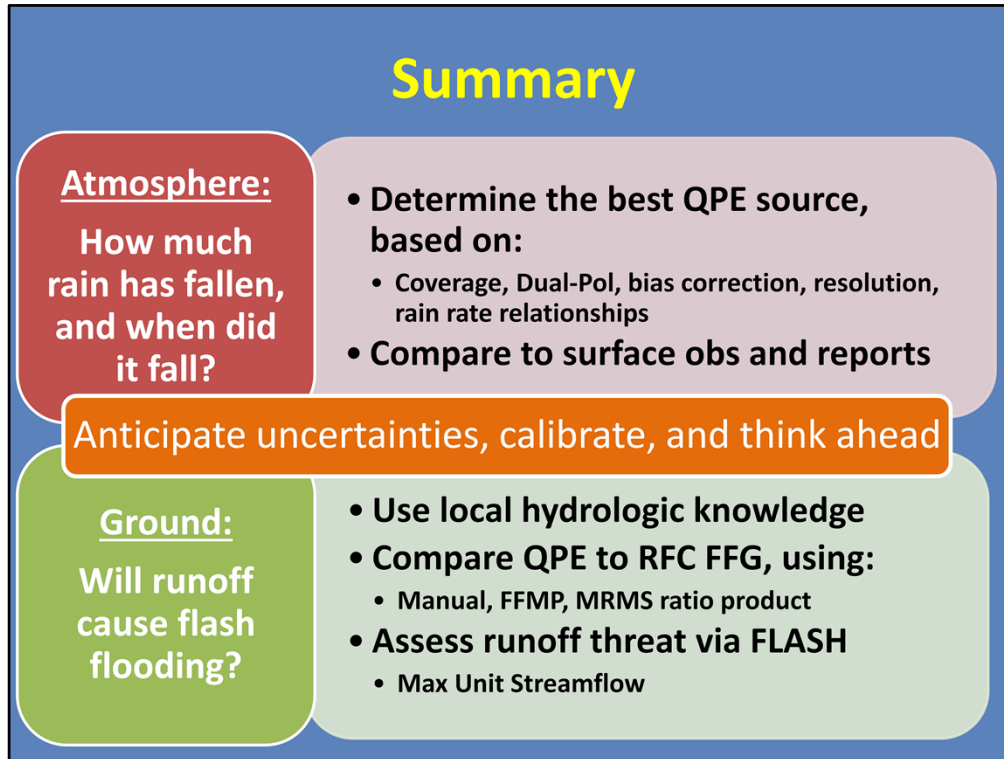 Summary
Atmosphere:
How much
rain has fallen,
and when did
it fall?
• Determine the best QPE source,
based on:
• Coverage, Dual-Pol, bias correction, resolution,
rain rate relationships
• Compare to surface obs and reports
Anticipate uncertainties, calibrate, and think ahead
Ground:
Will runoff
cause flash
flooding?
• Use local hydrologic knowledge
• Compare QPE to RFC FFG, using:
• Manual, FFMP, MRMS ratio product
• Assess runoff threat via FLASH
• Max Unit Streamflow